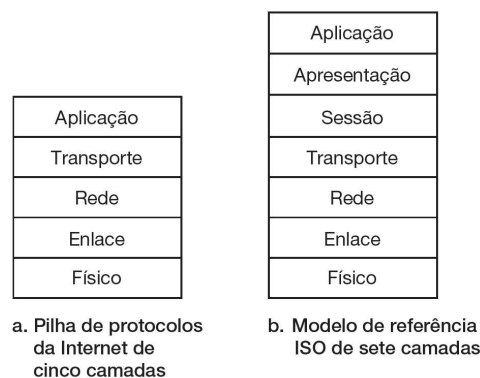 Aplicação
Transporte
Rede
Enlace
Físico
a. Pilha de protocolos
da Internet de
cinco camadas
Aplicação
Apresentação
Sessão
Transporte
Rede
Enlace
Físico
b. Modelo de referência
ISO de sete camadas